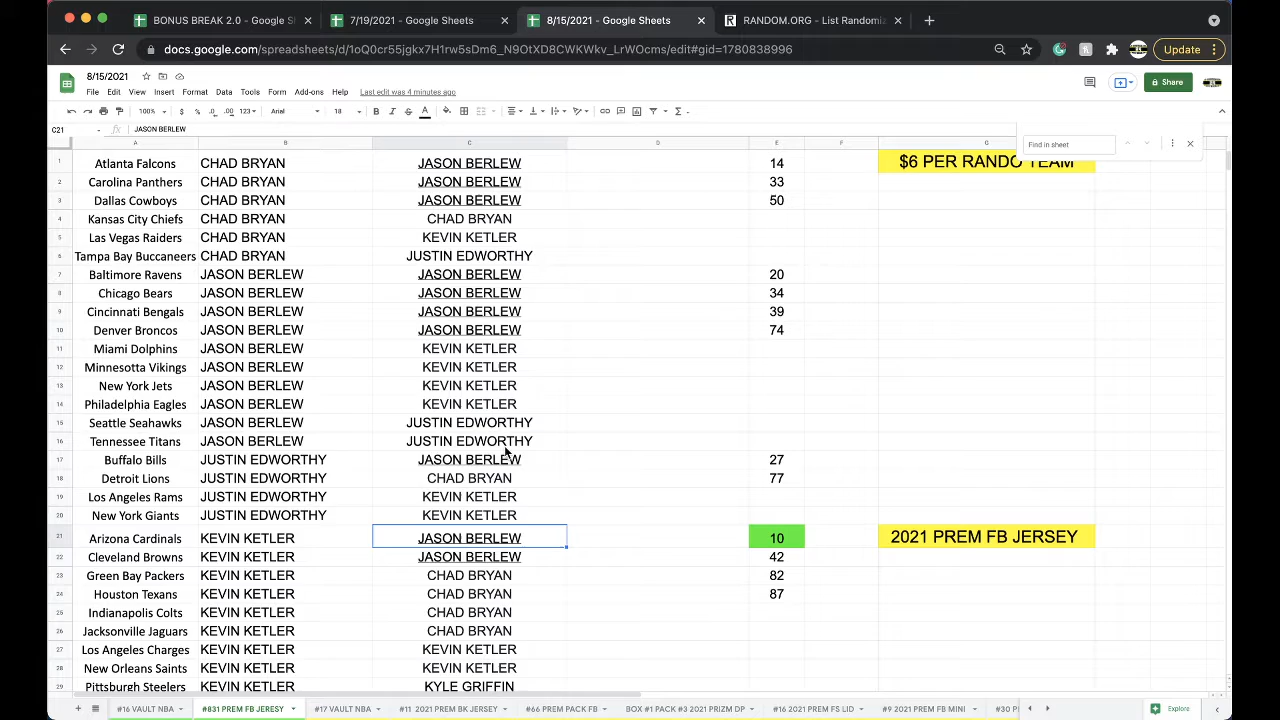 BONUS BREAK 2.0 - Google S
7/19/2021 - Google Sheets
8/15/2021 - Google Sheets
RANDOM.ORG - List Randomiz
docs.google.com/spreadsheets/d/1oQ0cr55jgkx7H1rw5sDm6_N9OtXD8CWKWkv_LrWOcms/edit#gid=1780838996
Update
8/15/2021
File Edit View Insert Format Data Tools Form Add-ons Help Last edit was 4 minutes ago
Share
100% $ % .0 .00 123 Arial 18 B I S A
C21 fx JASON BERLEW
Find in sheet
A B C D E F G
1 Atlanta Falcons CHAD BRYAN JASON BERLEW 14 $6 PER RANDO TEAM
2 Carolina Panthers CHAD BRYAN JASON BERLEW 33
3 Dallas Cowboys CHAD BRYAN JASON BERLEW 50
4 Kansas City Chiefs CHAD BRYAN CHAD BRYAN
5 Las Vegas Raiders CHAD BRYAN KEVIN KETLER
6 Tampa Bay Buccaneers CHAD BRYAN JUSTIN EDWORTHY
7 Baltimore Ravens JASON BERLEW JASON BERLEW 20
8 Chicago Bears JASON BERLEW JASON BERLEW 34
9 Cincinnati Bengals JASON BERLEW JASON BERLEW 39
10 Denver Broncos JASON BERLEW JASON BERLEW 74
11 Miami Dolphins JASON BERLEW KEVIN KETLER
12 Minnesotta Vikings JASON BERLEW KEVIN KETLER
13 New York Jets JASON BERLEW KEVIN KETLER
14 Philadelphia Eagles JASON BERLEW KEVIN KETLER
15 Seattle Seahawks JASON BERLEW JUSTIN EDWORTHY
16 Tennessee Titans JASON BERLEW JUSTIN EDWORTHY
17 Buffalo Bills JUSTIN EDWORTHY JASON BERLEW 27
18 Detroit Lions JUSTIN EDWORTHY CHAD BRYAN 77
19 Los Angeles Rams JUSTIN EDWORTHY KEVIN KETLER
20 New York Giants JUSTIN EDWORTHY KEVIN KETLER
21 Arizona Cardinals KEVIN KETLER JASON BERLEW 10 2021 PREM FB JERSEY
22 Cleveland Browns KEVIN KETLER JASON BERLEW 42
23 Green Bay Packers KEVIN KETLER CHAD BRYAN 82
24 Houston Texans KEVIN KETLER CHAD BRYAN 87
25 Indianapolis Colts KEVIN KETLER CHAD BRYAN
26 Jacksonville Jaguars KEVIN KETLER CHAD BRYAN
27 Los Angeles Charges KEVIN KETLER KEVIN KETLER
28 New Orleans Saints KEVIN KETLER KEVIN KETLER
29 Pittsburgh Steelers KEVIN KETLER KYLE GRIFFIN
#16 VAULT NBA #831 PREM FB JERESY #17 VAULT NBA #11 2021 PREM BK JERSEY #66 PREM PACK FB BOX #1 PACK #3 2021 PRIZM DP #16 2021 PREM FS LID #9 2021 PREM FB MINI #30 P Explore